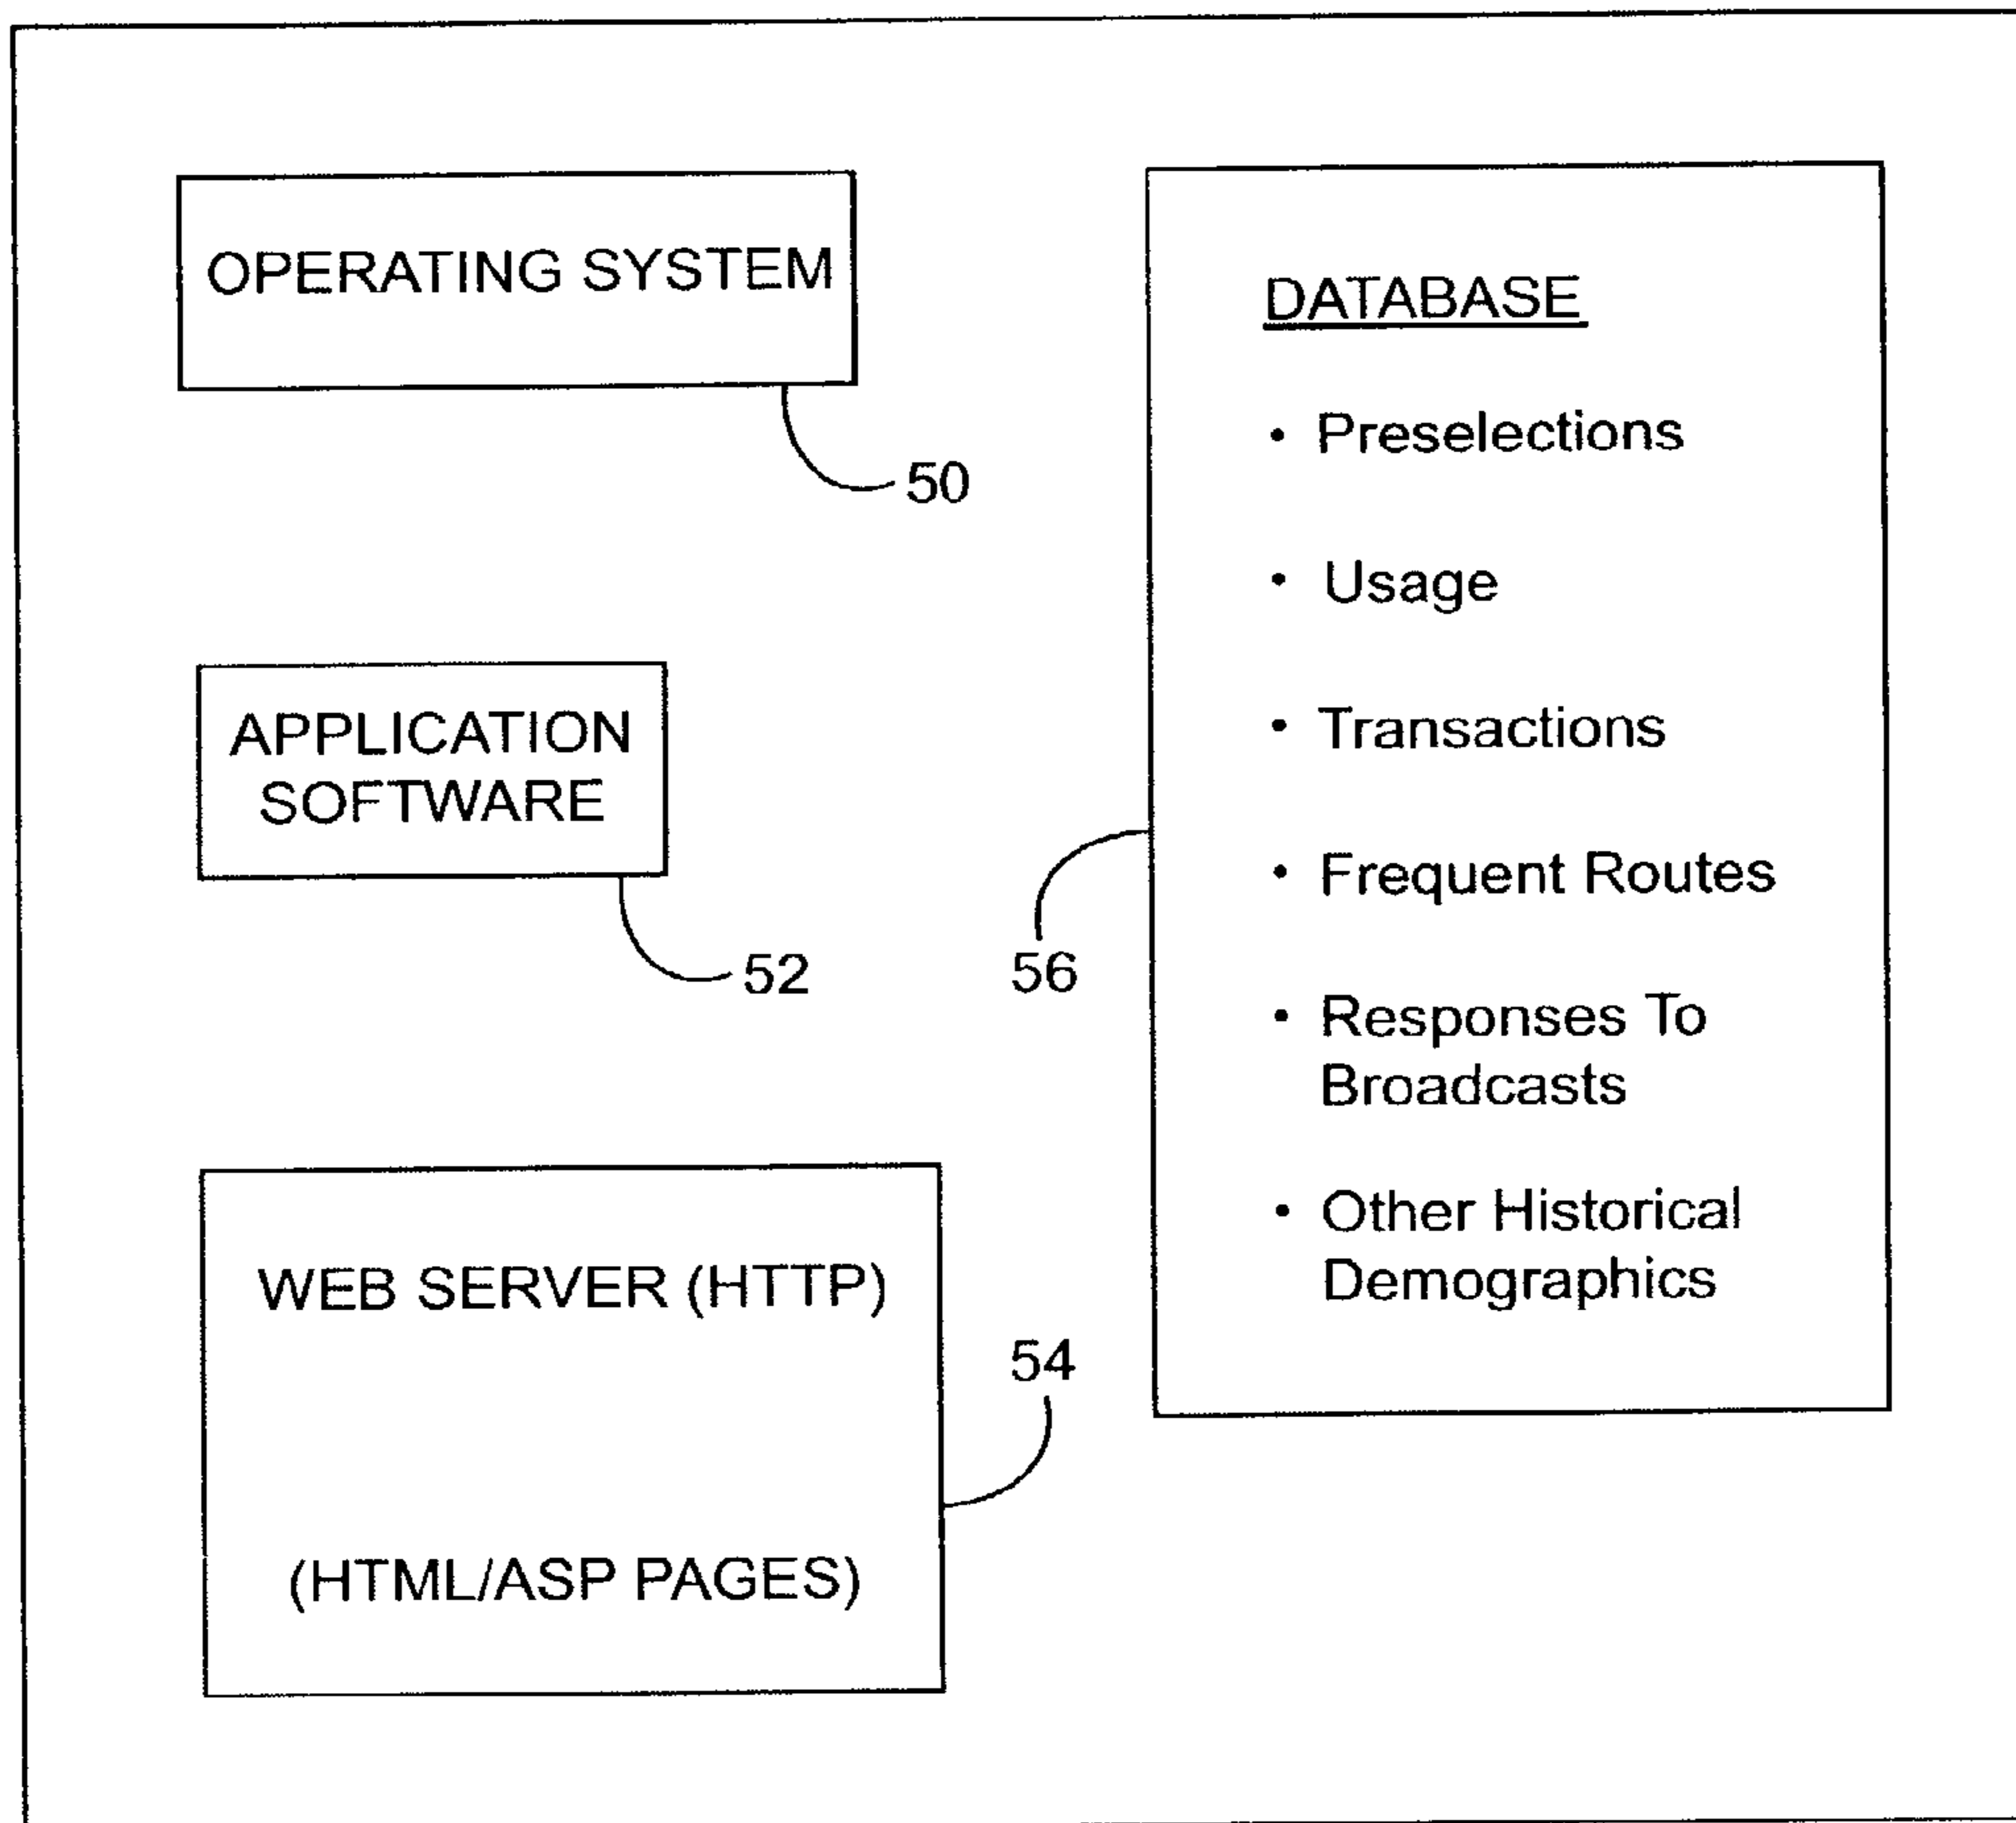 OPERATING SYSTEM
50
APPLICATION
SOFTWARE
52
WEB SERVER (HTTP)
(HTML/ASP PAGES)
54
DATABASE
• Preselections
• Usage
• Transactions
• Frequent Routes
• Responses To
Broadcasts
• Other Historical
Demographics
56